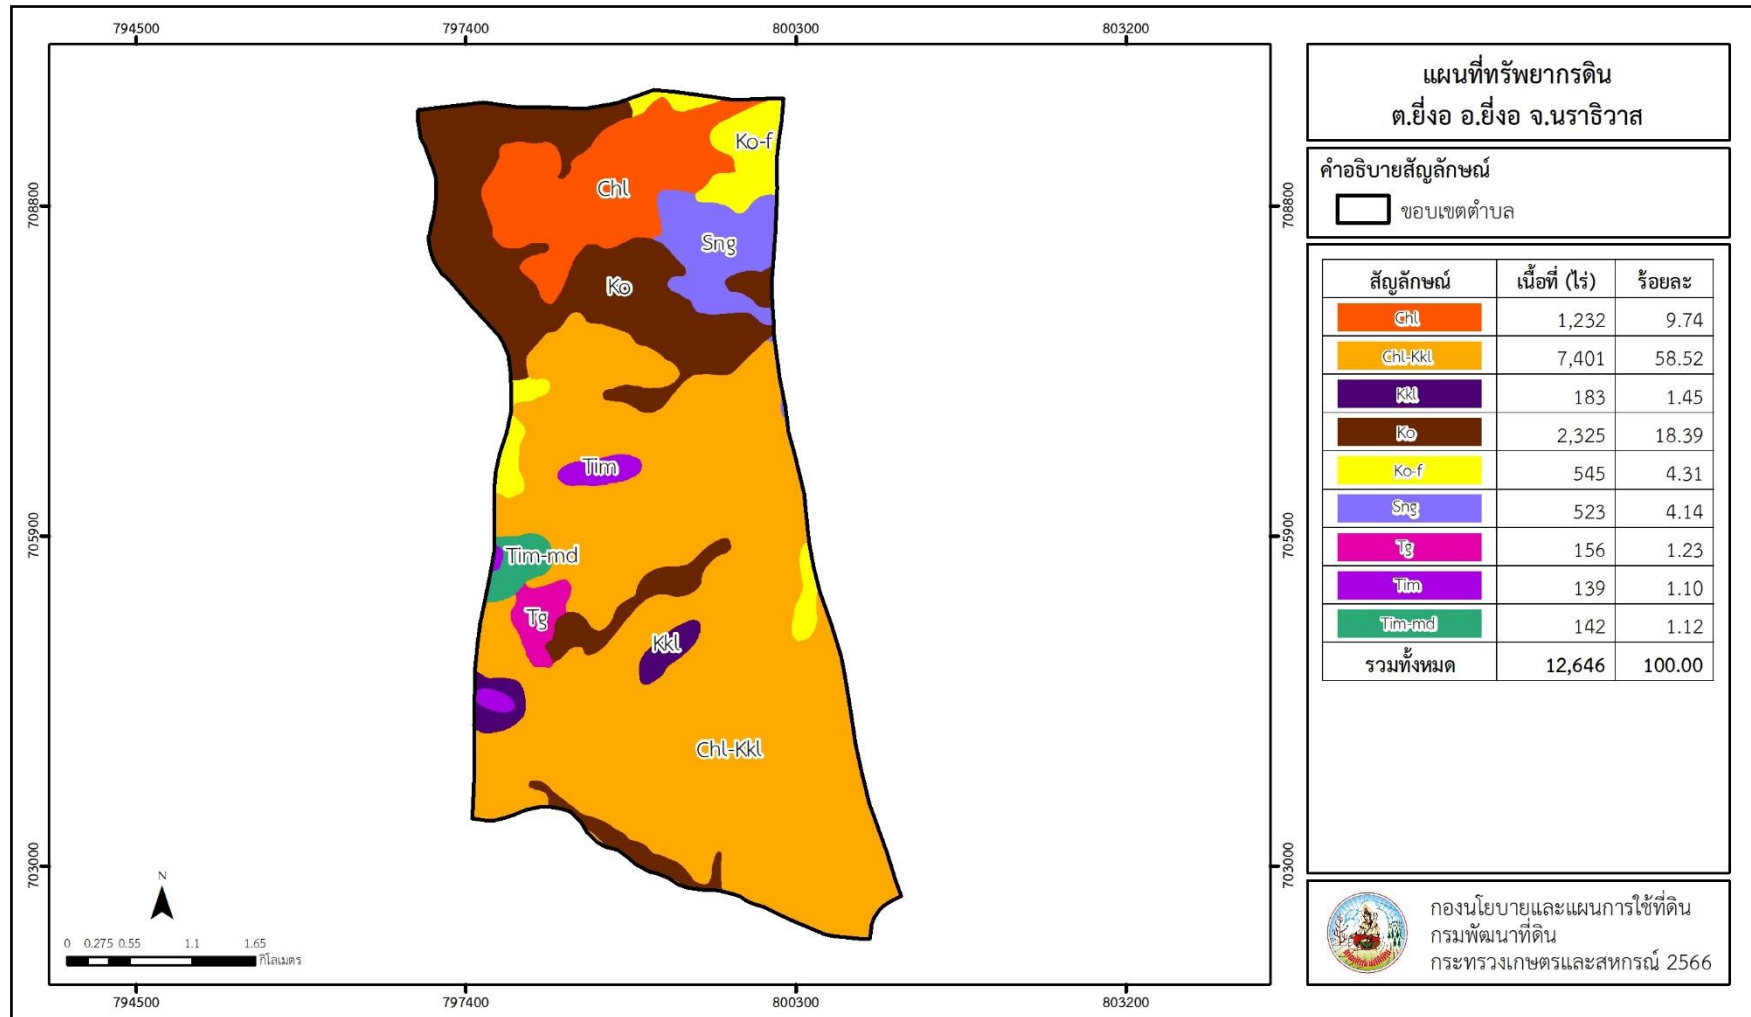 794500 797400 800300 803200
แผนที่ทรัพยากรดิน
ต.ยี่งอ อ.ยี่งอ จ.นราธิวาส
คำอธิบายสัญลักษณ์
ขอบเขตตำบล
สัญลักษณ์ เนื้อที่ (ไร่) ร้อยละ
Chl 1,232 9.74
Chl-Kkl 7,401 58.52
Kkl 183 1.45
Ko 2,325 18.39
Ko-f 545 4.31
Sng 523 4.14
Tg 156 1.23
Tim 139 1.10
Tim-md 142 1.12
รวมทั้งหมด 12,646 100.00
Ko-f
Chl
708800 708800
Sng
Ko
Tim
705900 705900
Tim-md
Tg
Kkl
Chl-Kkl
703000 703000
N
0 0.275 0.55 1.1 1.65
กิโลเมตร
794500 797400 800300 803200
กองนโยบายและแผนการใช้ที่ดิน
กรมพัฒนาที่ดิน
กระทรวงเกษตรและสหกรณ์ 2566